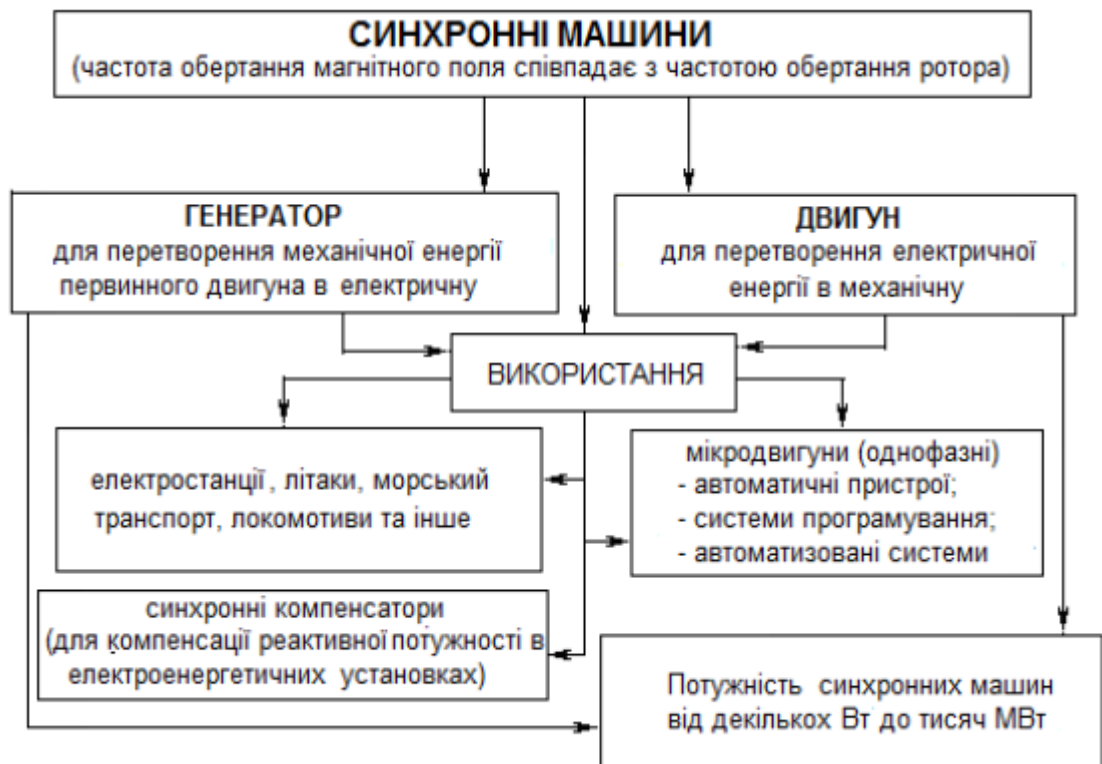 СИНХРОННІ МАШИНИ
(частота обертання магнітного поля співпадає з частотою обертання ротора)
ГЕНЕРАТОР
для перетворення механічної енергії
первинного двигуна в електричну
ДВИГУН
для перетворення електричної
енергії в механічну
ВИКОРИСТАННЯ
електростанції, літаки, морський
транспорт, локомотиви та інше
мікродвигуни (однофазні)
- автоматичні пристрої;
- системи програмування;
- автоматизовані системи
синхронні компенсатори
(для компенсації реактивної потужності в
електроенергетичних установках)
Потужність синхронних машин
від декількох Вт до тисяч МВт